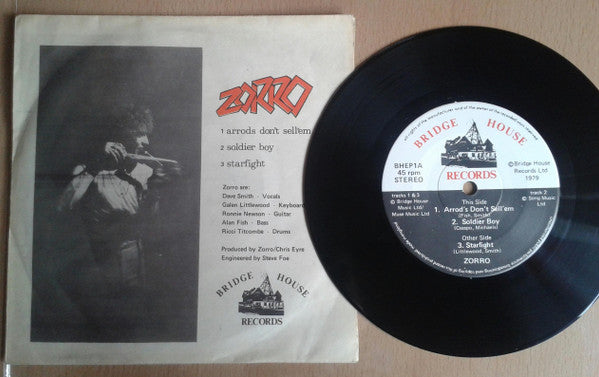 ZORRO
1 arrods don't sell'em
2 soldier boy
3 starfight
Zorro are:
Dave Smith - Vocals
Galen Littlewood - Keyboard
Ronnie Newson - Guitar
Alan Fish - Bass
Ricci Titcombe - Drums
Produced by Zorro/Chris Eyre
Engineered by Steve Foe
BRIDGE HOUSE
RECORDS
BRIDGE HOUSE
RECORDS
BHEP1A
45 rpm
STEREO
© Bridge House
Records Ltd
1979
tracks 1 & 3
© Bridge House
Music Ltd/
Muse Music Ltd
track 2
© Sting Music
Ltd
This Side
1. Arrod's Don't Sell'em
(Fish, Smith)
2. Soldier Boy
Other Side
3. Starfight
(Littlewood, Smith)
ZORRO